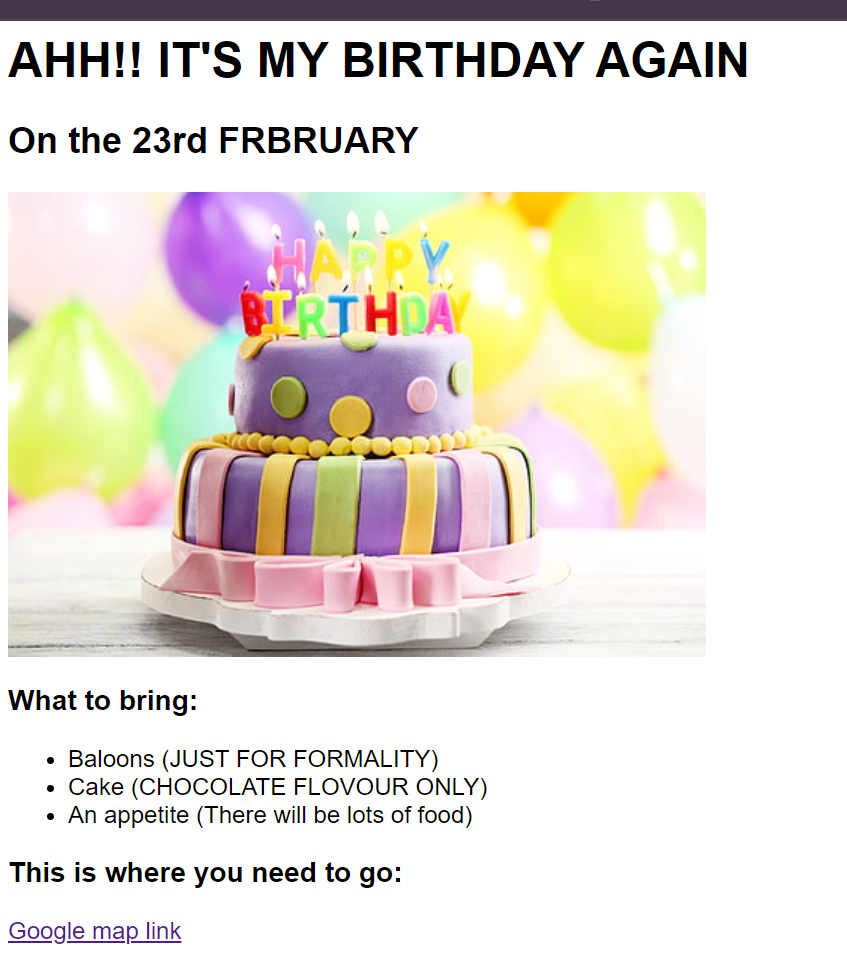 AHH!! IT'S MY BIRTHDAY AGAIN
On the 23rd FRBRUARY
HAPPY
BIRTHDAY
What to bring:
Baloons (JUST FOR FORMALITY)
Cake (CHOCOLATE FLOVOUR ONLY)
An appetite (There will be lots of food)
This is where you need to go:
Google map link